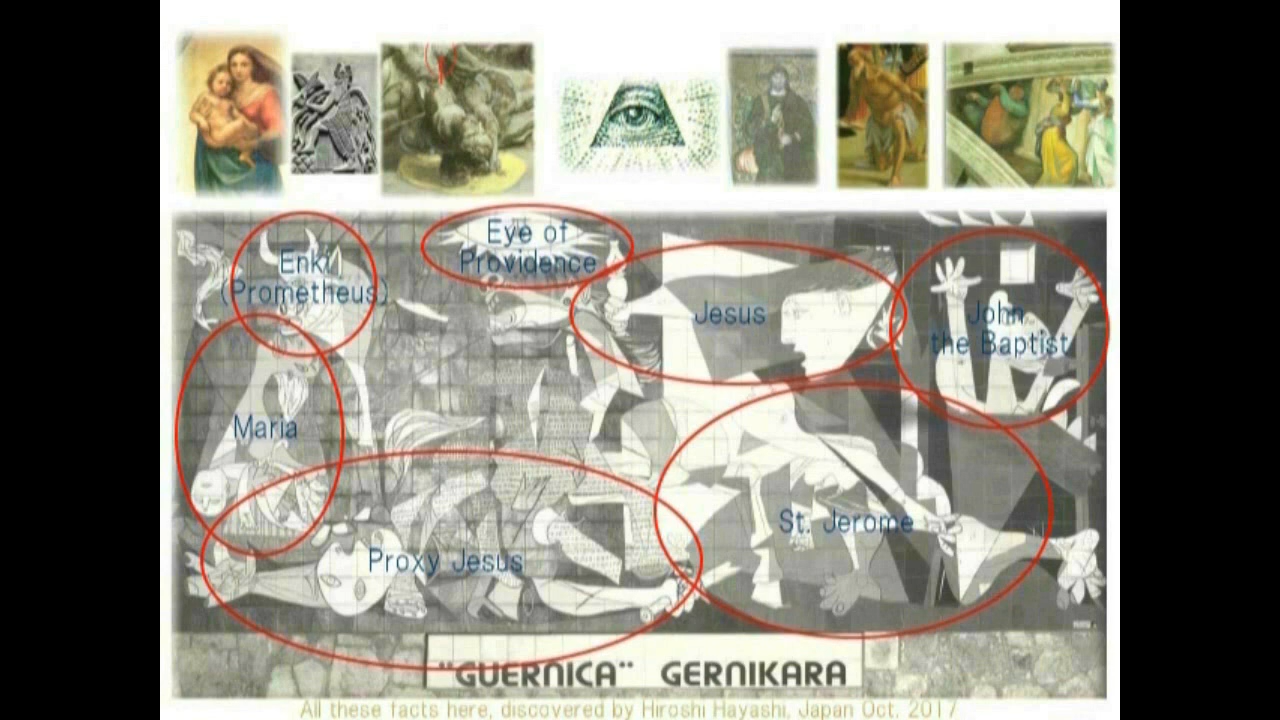 Eye of
Providence
Enki
(Prometheus)
Jesus
John
the Baptist
Maria
St. Jerome
Proxy Jesus
"GUERNICA" GERNIKARA
All these facts here, discovered by Hiroshi Hayashi, Japan Oct. 2017